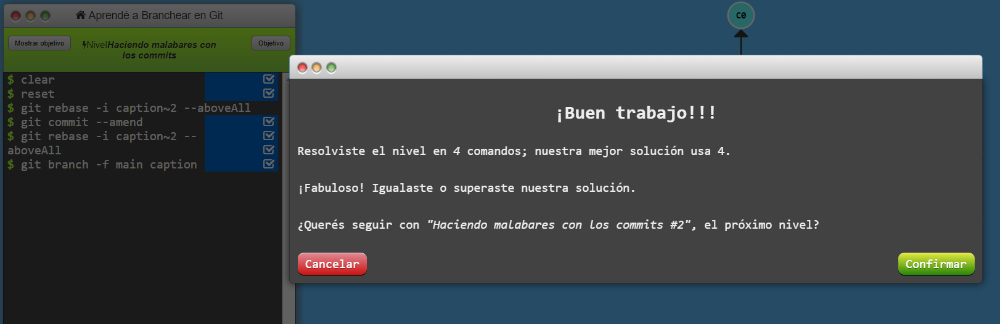 Aprendé a Branchear en Git
Mostrar objetivo
NivelHaciendo malabares con
los commits
Objetivo
$ clear
$ reset
$ git rebase -i caption~2 --aboveAll
$ git commit --amend
$ git rebase -i caption~2 --
aboveAll
$ git branch -f main caption
C0
¡Buen trabajo!!!
Resolviste el nivel en 4 comandos; nuestra mejor solución usa 4.
¡Fabuloso! Igualaste o superaste nuestra solución.
¿Querés seguir con "Haciendo malabares con los commits #2", el próximo nivel?
Cancelar
Confirmar